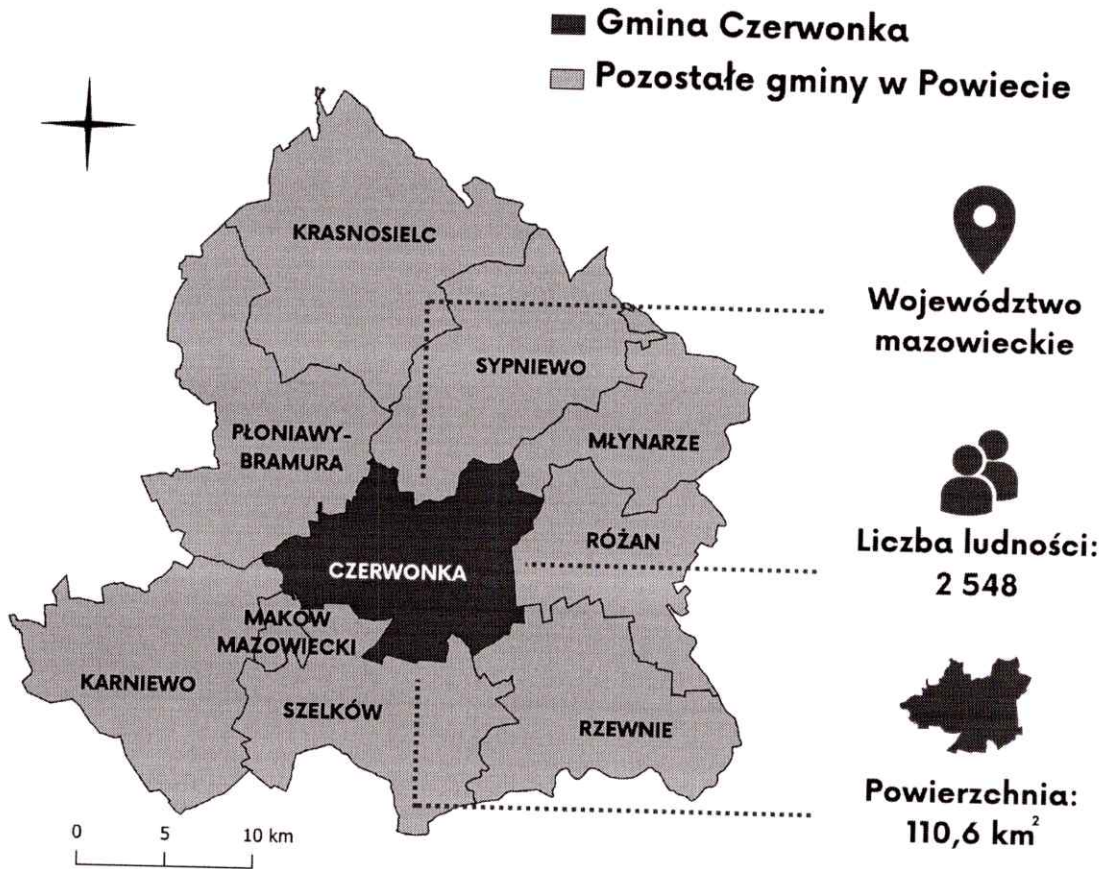 Gmina Czerwonka
Pozostałe gminy w Powiecie
KRASNOSIELC
SYPNIEWO
PŁONIAWY-
BRAMURA
MŁYNARZE
RÓŻAN
CZERWONKA
MAKÓW
MAZOWIECKI
KARNIEWO
SZELKÓW
RZEWNIE
Województwo
mazowieckie
Liczba ludności:
2 548
Powierzchnia:
110,6 km²
0 5 10 km